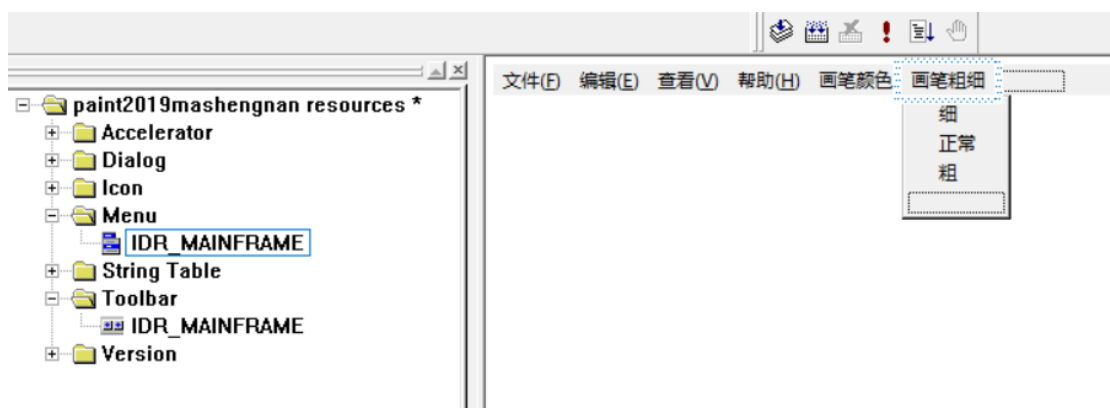 paint2019mashengnan resources *
Accelerator
Dialog
Icon
Menu
IDR_MAINFRAME
String Table
Toolbar
IDR_MAINFRAME
Version
文件(F) 编辑(E) 查看(V) 帮助(H) 画笔颜色 画笔粗细
细
正常
粗